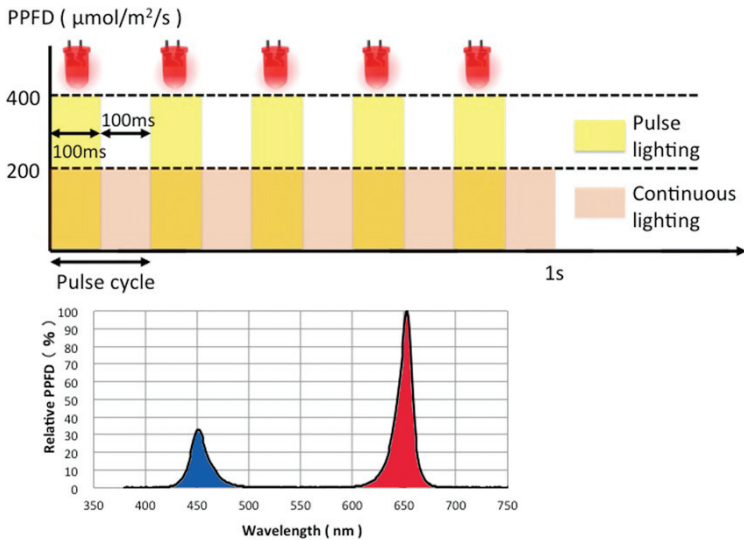 PPFD ( μmol/m²/s)
400
100ms
100ms
200
Pulse
lighting
Continuous
lighting
Pulse cycle
1s
Relative PPFD ( % )
100
90
80
70
60
50
40
30
20
10
0
350 400 450 500 550 600 650 700 750
Wavelength ( nm )